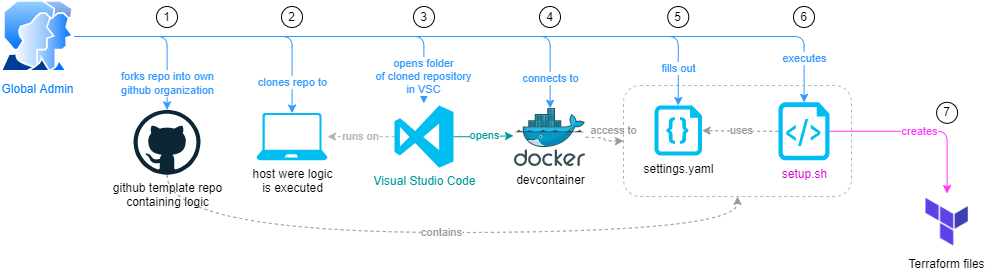 1
2
3
4
5
6
7
Global Admin
forks repo into own
github organization
clones repo to
opens folder
of cloned repository
in VSC
connects to
fills out
executes
runs on
opens
docker
access to
uses
creates
github template repo
containing logic
host were logic
is executed
Visual Studio Code
devcontainer
settings.yaml
setup.sh
contains
Terraform files